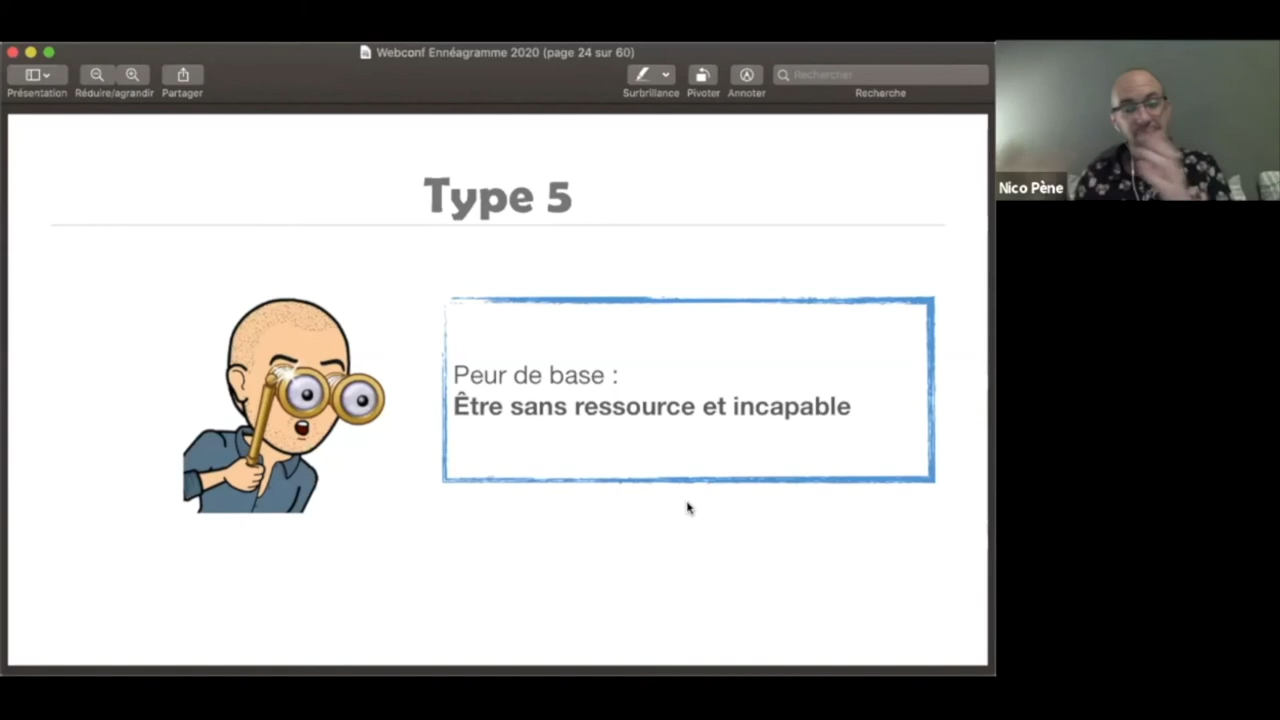 Webconf Ennéagramme 2020 (page 24 sur 60)
Présentation
Réduire/agrandir
Partager
Surbrillance
Pivoter
Annoter
Rechercher
Recherche
Nico Pène
Type 5
Peur de base :
Être sans ressource et incapable